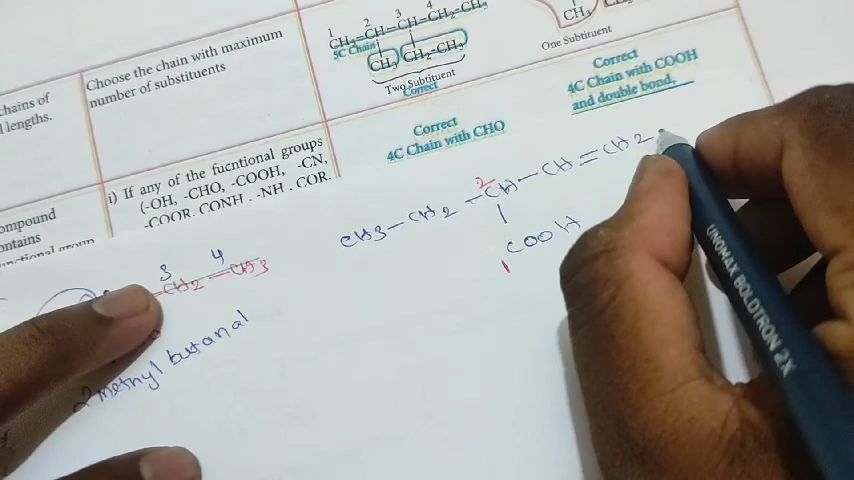 1 2 3 4
CH3-CH=CH-CH2-CH3
5C Chain
CH3 CH2-CH3
Two Subtituent
Correct
CH3
One Subtiruent
Choose the chain with maximum
number of substituents
chains of
lengths.
Correct
4C Chain with CHO
Correct
4C Chain with COOH
and double bond,
i) If any of the fucntional groups
(-OH, -CHO, -COOH, -CN,
-COOR, CONH, -NH, COR,
ompound
ontains
2
CH3-CH2-CH-CH=CH2
COOH
1
3 4
CH2-CH3
2 methyl butanal
UNOMAX BOLDTRON 2X